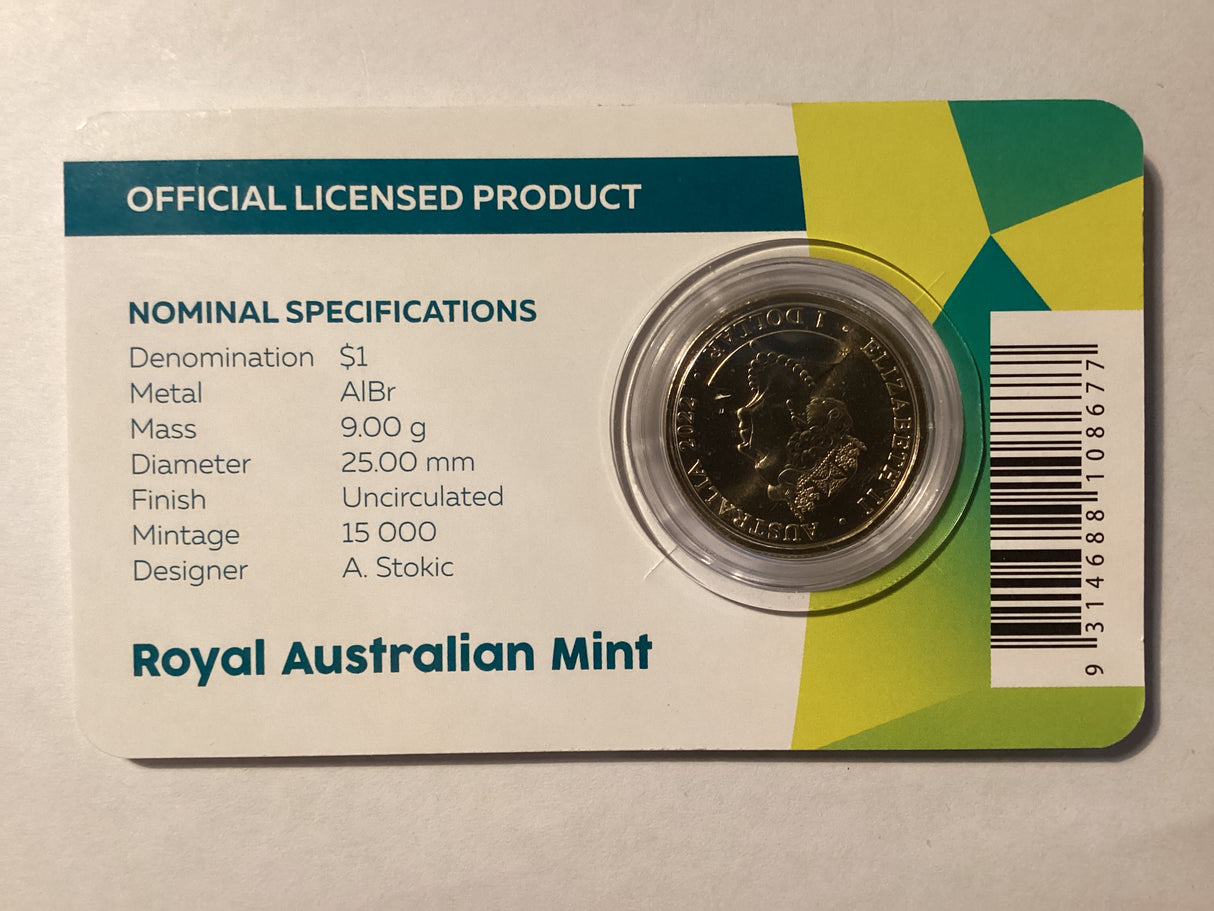 OFFICIAL LICENSED PRODUCT
NOMINAL SPECIFICATIONS
Denomination $1
Metal AlBr
Mass 9.00 g
Diameter 25.00 mm
Finish Uncirculated
Mintage 15 000
Designer A. Stokic
Royal Australian Mint
ELIZABETH II
AUSTRALIA 2022
1 DOLLAR
9 314688 108677